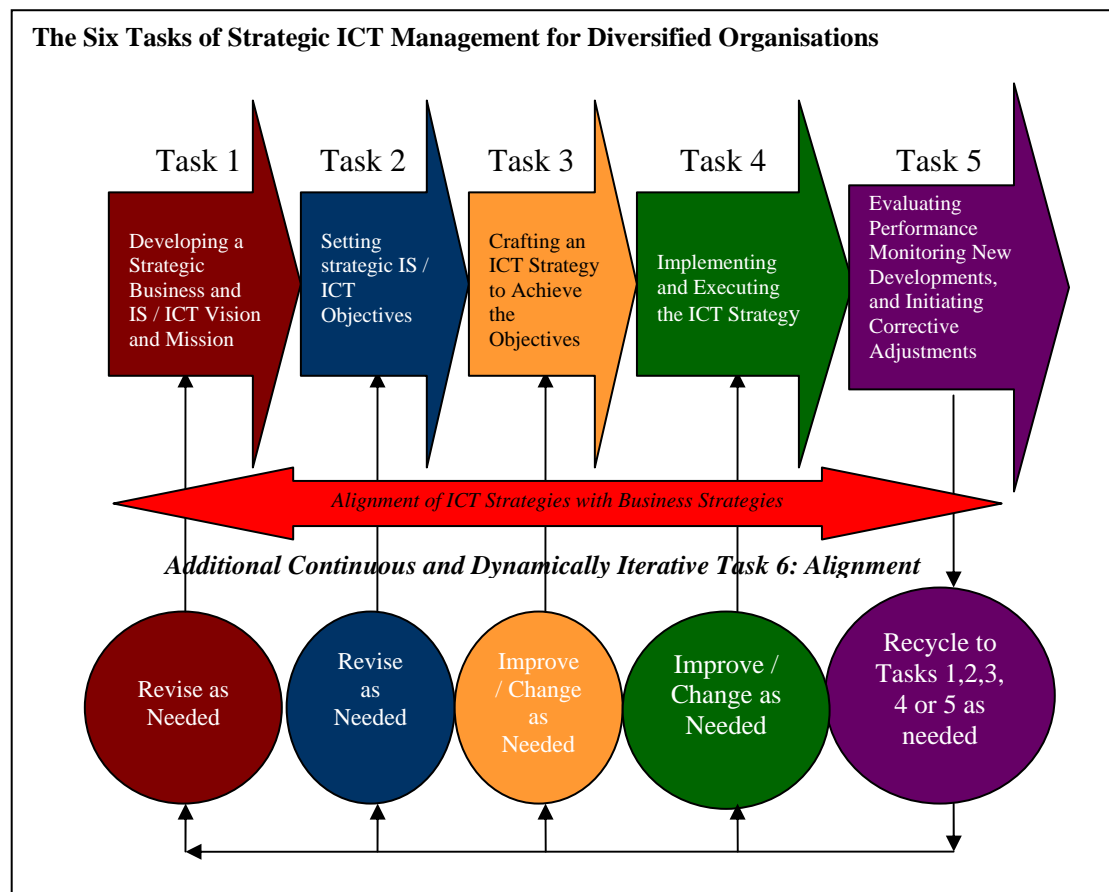 The Six Tasks of Strategic ICT Management for Diversified Organisations
Task 1
Task 2
Task 3
Task 4
Task 5
Developing a
Strategic
Business and
IS / ICT Vision
and Mission
Setting
strategic IS /
ICT
Objectives
Crafting an
ICT Strategy
to Achieve
the
Objectives
Implementing
and Executing
the ICT Strategy
Evaluating
Performance
Monitoring New
Developments,
and Initiating
Corrective
Adjustments
Alignment of ICT Strategies with Business Strategies
Additional Continuous and Dynamically Iterative Task 6: Alignment
Revise as
Needed
Revise
as
Needed
Improve
/ Change
as
Needed
Improve /
Change as
Needed
Recycle to
Tasks 1,2,3,
4 or 5 as
needed